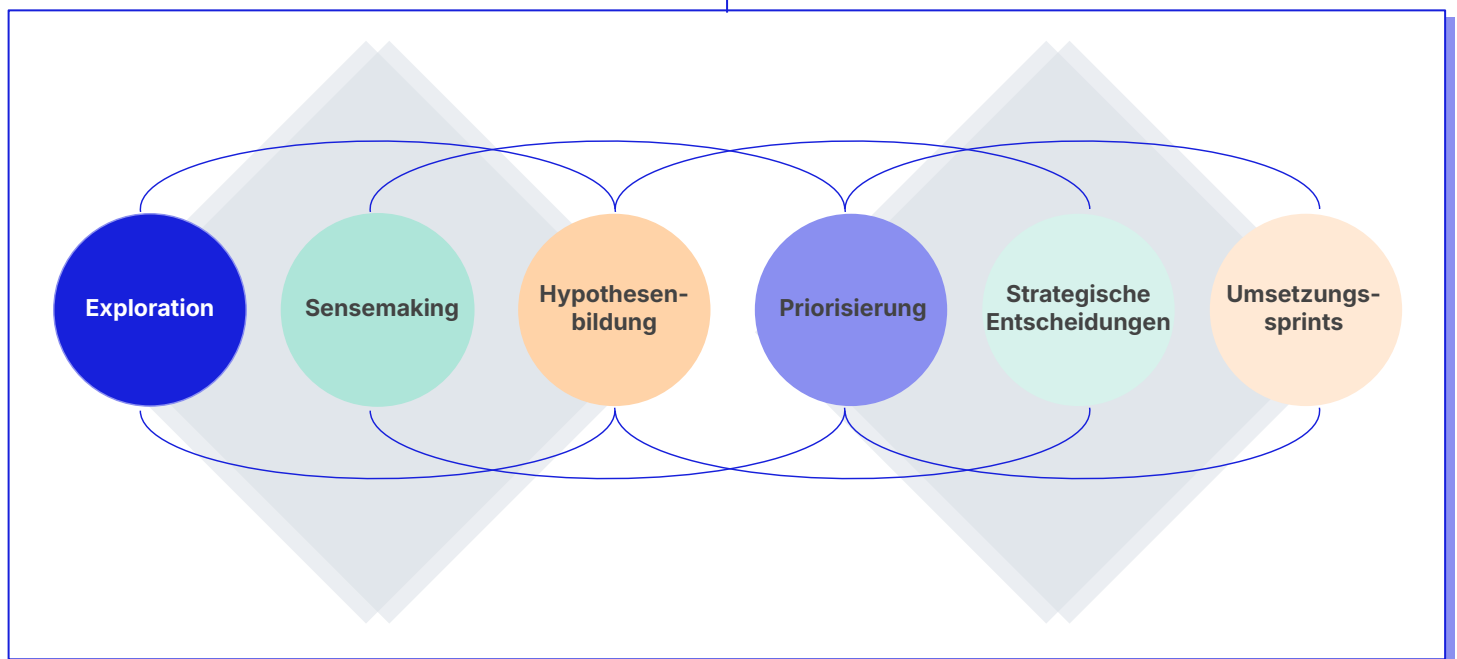 Exploration
Sensemaking
Hypothesen-
bildung
Priorisierung
Strategische
Entscheidungen
Umsetzungs-
sprints